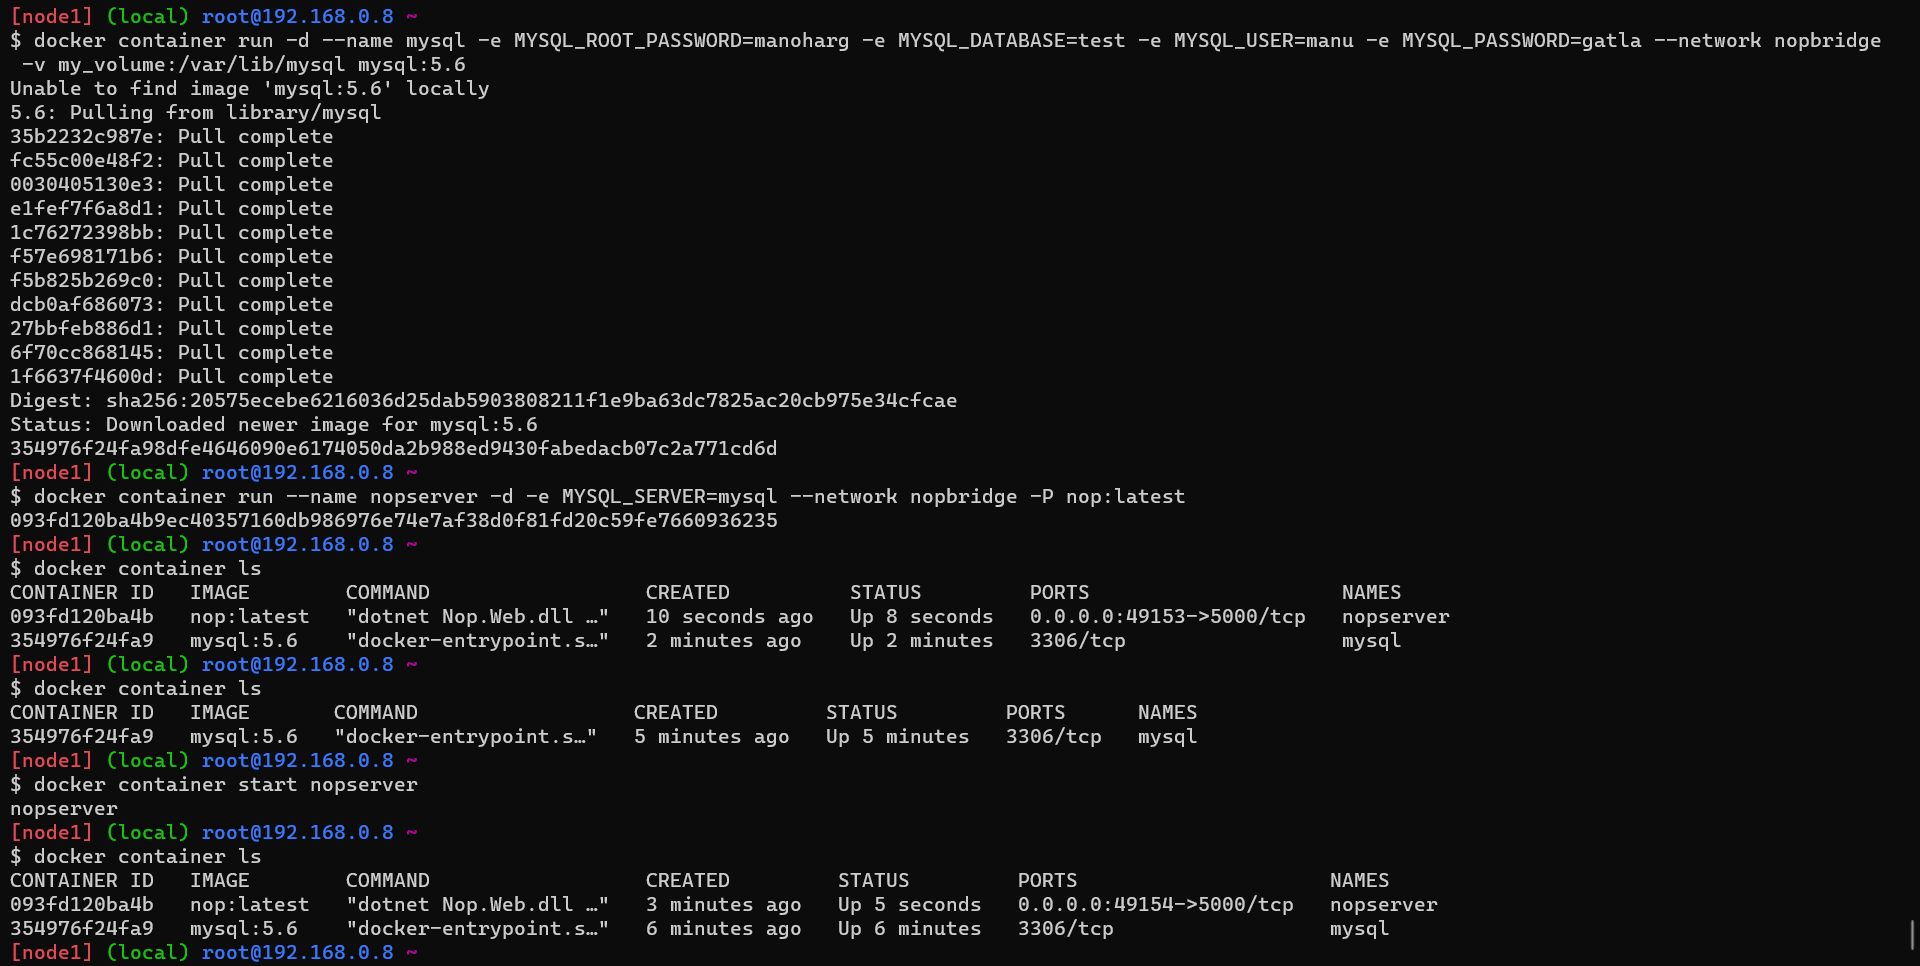 [node1] (local) root@192.168.0.8 ~
$ docker container run -d --name mysql -e MYSQL_ROOT_PASSWORD=manoharg -e MYSQL_DATABASE=test -e MYSQL_USER=manu -e MYSQL_PASSWORD=gatla --network nopbridge
 -v my_volume:/var/lib/mysql mysql:5.6
Unable to find image 'mysql:5.6' locally
5.6: Pulling from library/mysql
35b2232c987e: Pull complete
fc55c00e48f2: Pull complete
0030405130e3: Pull complete
e1fef7f6a8d1: Pull complete
1c76272398bb: Pull complete
f57e698171b6: Pull complete
f5b825b269c0: Pull complete
dcb0af686073: Pull complete
27bbfeb886d1: Pull complete
6f70cc868145: Pull complete
1f6637f4600d: Pull complete
Digest: sha256:20575ecebe6216036d25dab5903808211f1e9ba63dc7825ac20cb975e34cfcae
Status: Downloaded newer image for mysql:5.6
354976f24fa98dfe4646090e6174050da2b988ed9430fabedacb07c2a771cd6d
[node1] (local) root@192.168.0.8 ~
$ docker container run --name nopserver -d -e MYSQL_SERVER=mysql --network nopbridge -P nop:latest
093fd120ba4b9ec40357160db986976e74e7af38d0f81fd20c59fe7660936235
[node1] (local) root@192.168.0.8 ~
$ docker container ls
CONTAINER ID   IMAGE        COMMAND                  CREATED          STATUS         PORTS                     NAMES
093fd120ba4b   nop:latest   "dotnet Nop.Web.dll …"   10 seconds ago   Up 8 seconds   0.0.0.0:49153->5000/tcp   nopserver
354976f24fa9   mysql:5.6    "docker-entrypoint.s…"   2 minutes ago    Up 2 minutes   3306/tcp                  mysql
[node1] (local) root@192.168.0.8 ~
$ docker container ls
CONTAINER ID   IMAGE       COMMAND                  CREATED         STATUS         PORTS      NAMES
354976f24fa9   mysql:5.6   "docker-entrypoint.s…"   5 minutes ago   Up 5 minutes   3306/tcp   mysql
[node1] (local) root@192.168.0.8 ~
$ docker container start nopserver
nopserver
[node1] (local) root@192.168.0.8 ~
$ docker container ls
CONTAINER ID   IMAGE        COMMAND                  CREATED         STATUS         PORTS                     NAMES
093fd120ba4b   nop:latest   "dotnet Nop.Web.dll …"   3 minutes ago   Up 5 seconds   0.0.0.0:49154->5000/tcp   nopserver
354976f24fa9   mysql:5.6    "docker-entrypoint.s…"   6 minutes ago   Up 6 minutes   3306/tcp                  mysql
[node1] (local) root@192.168.0.8 ~